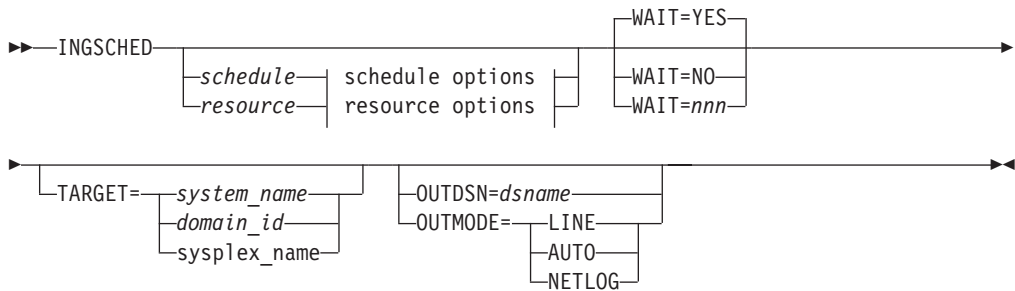 WAIT=YES
INGSCHED
schedule schedule options WAIT=NO
resource resource options WAIT=nnn
TARGET= system_name OUTDSN=dsname
domain_id OUTMODE= LINE
sysplex_name AUTO
NETLOG